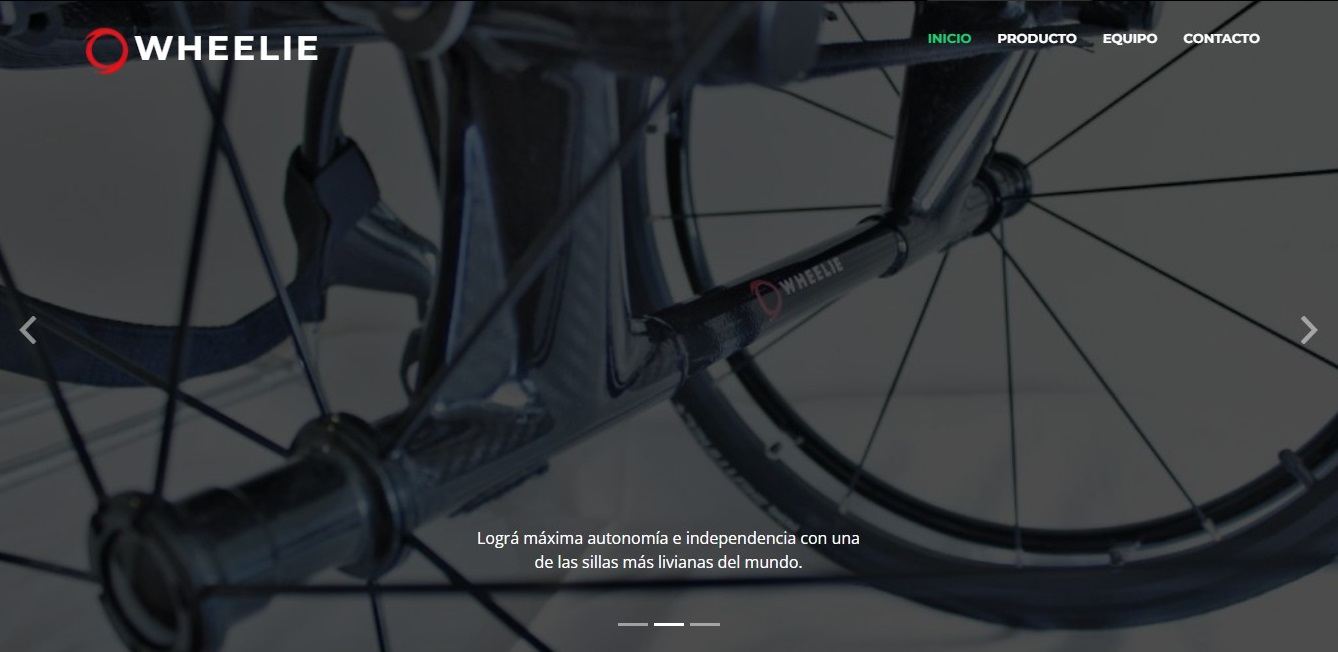 WHEELIE
INICIO PRODUCTO EQUIPO CONTACTO
WHEELIE
Lográ máxima autonomía e independencia con una
de las sillas más livianas del mundo.